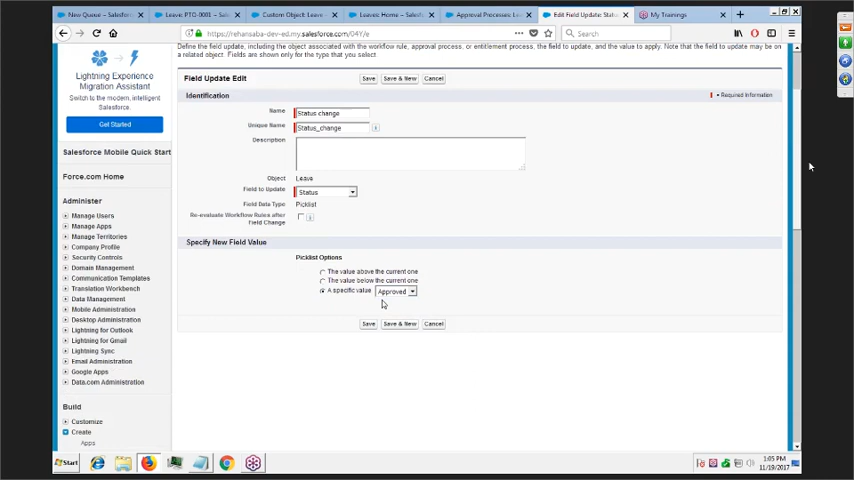 New Queue ~ Salesforce
Leave: PTO-0001 ~ Sales
Custom Object: Leave ~
Leaves: Home ~ Salesforce
Approval Processes: Leave
Edit Field Update: Status
My Trainings
https://rehansaba-dev-ed.my.salesforce.com/04Y/e
Search
Define the field update, including the object associated with the workflow rule, approval process, or entitlement process, the field to update, and the value to apply. Note that the field to update may be on
a related object. Fields are shown only for the type that you select.
Lightning Experience
Migration Assistant
Switch to the modern, intelligent
Salesforce.
Get Started
Salesforce Mobile Quick Start
Force.com Home
Administer
Manage Users
Manage Apps
Manage Territories
Company Profile
Security Controls
Domain Management
Communication Templates
Translation Workbench
Data Management
Mobile Administration
Desktop Administration
Lightning for Outlook
Lightning for Gmail
Lightning Sync
Email Administration
Google Apps
Data.com Administration
Build
Customize
Create
Apps
Field Update Edit
Save
Save & New
Cancel
Identification
= Required Information
Name
Status change
Unique Name
Status_change
Description
Object
Leave
Field to Update
Status
Field Data Type
Picklist
Re-evaluate Workflow Rules after
Field Change
Specify New Field Value
Picklist Options
The value above the current one
The value below the current one
A specific value
Approved
Save
Save & New
Cancel
Start
1:05 PM
11/19/2017